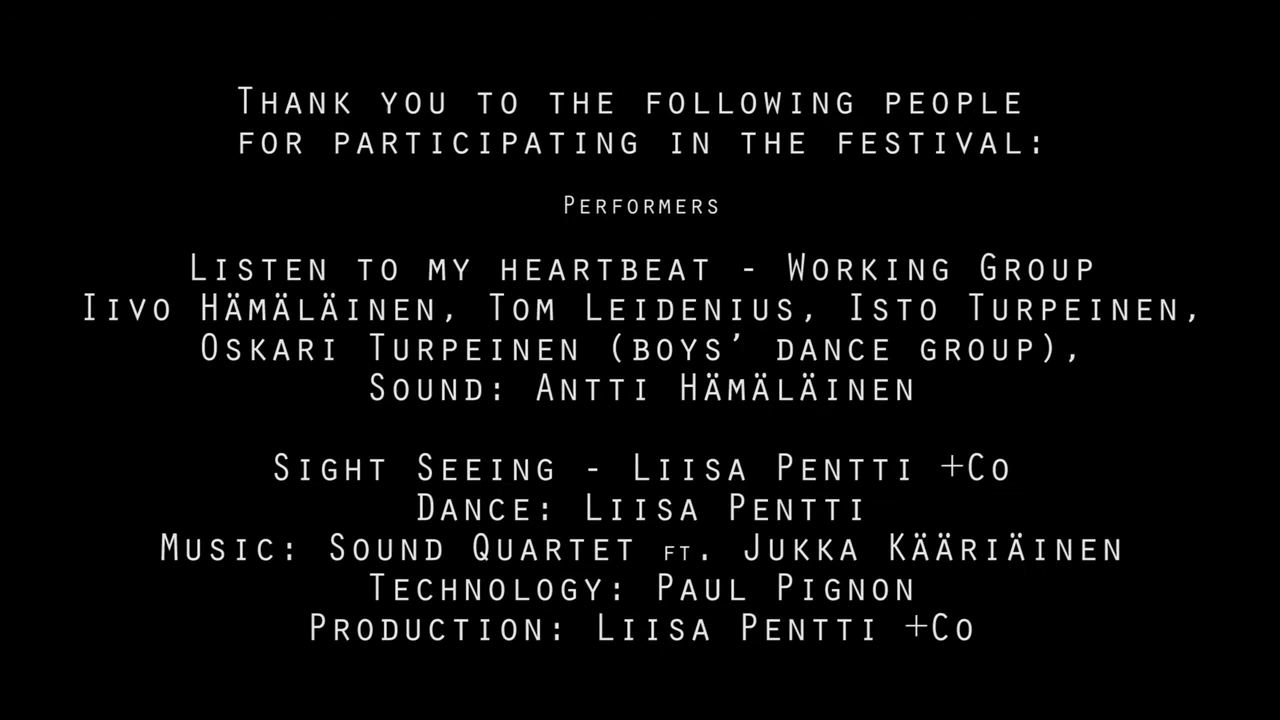 Thank you to the following people
for participating in the festival:
Performers
Listen to my heartbeat - Working Group
Iivo Hämäläinen, Tom Leidenius, Isto Turpeinen,
Oskari Turpeinen (boys’ dance group),
Sound: Antti Hämäläinen
Sight Seeing - Liisa Pentti +Co
Dance: Liisa Pentti
Music: Sound Quartet ft. Jukka Kääriäinen
Technology: Paul Pignon
Production: Liisa Pentti +Co